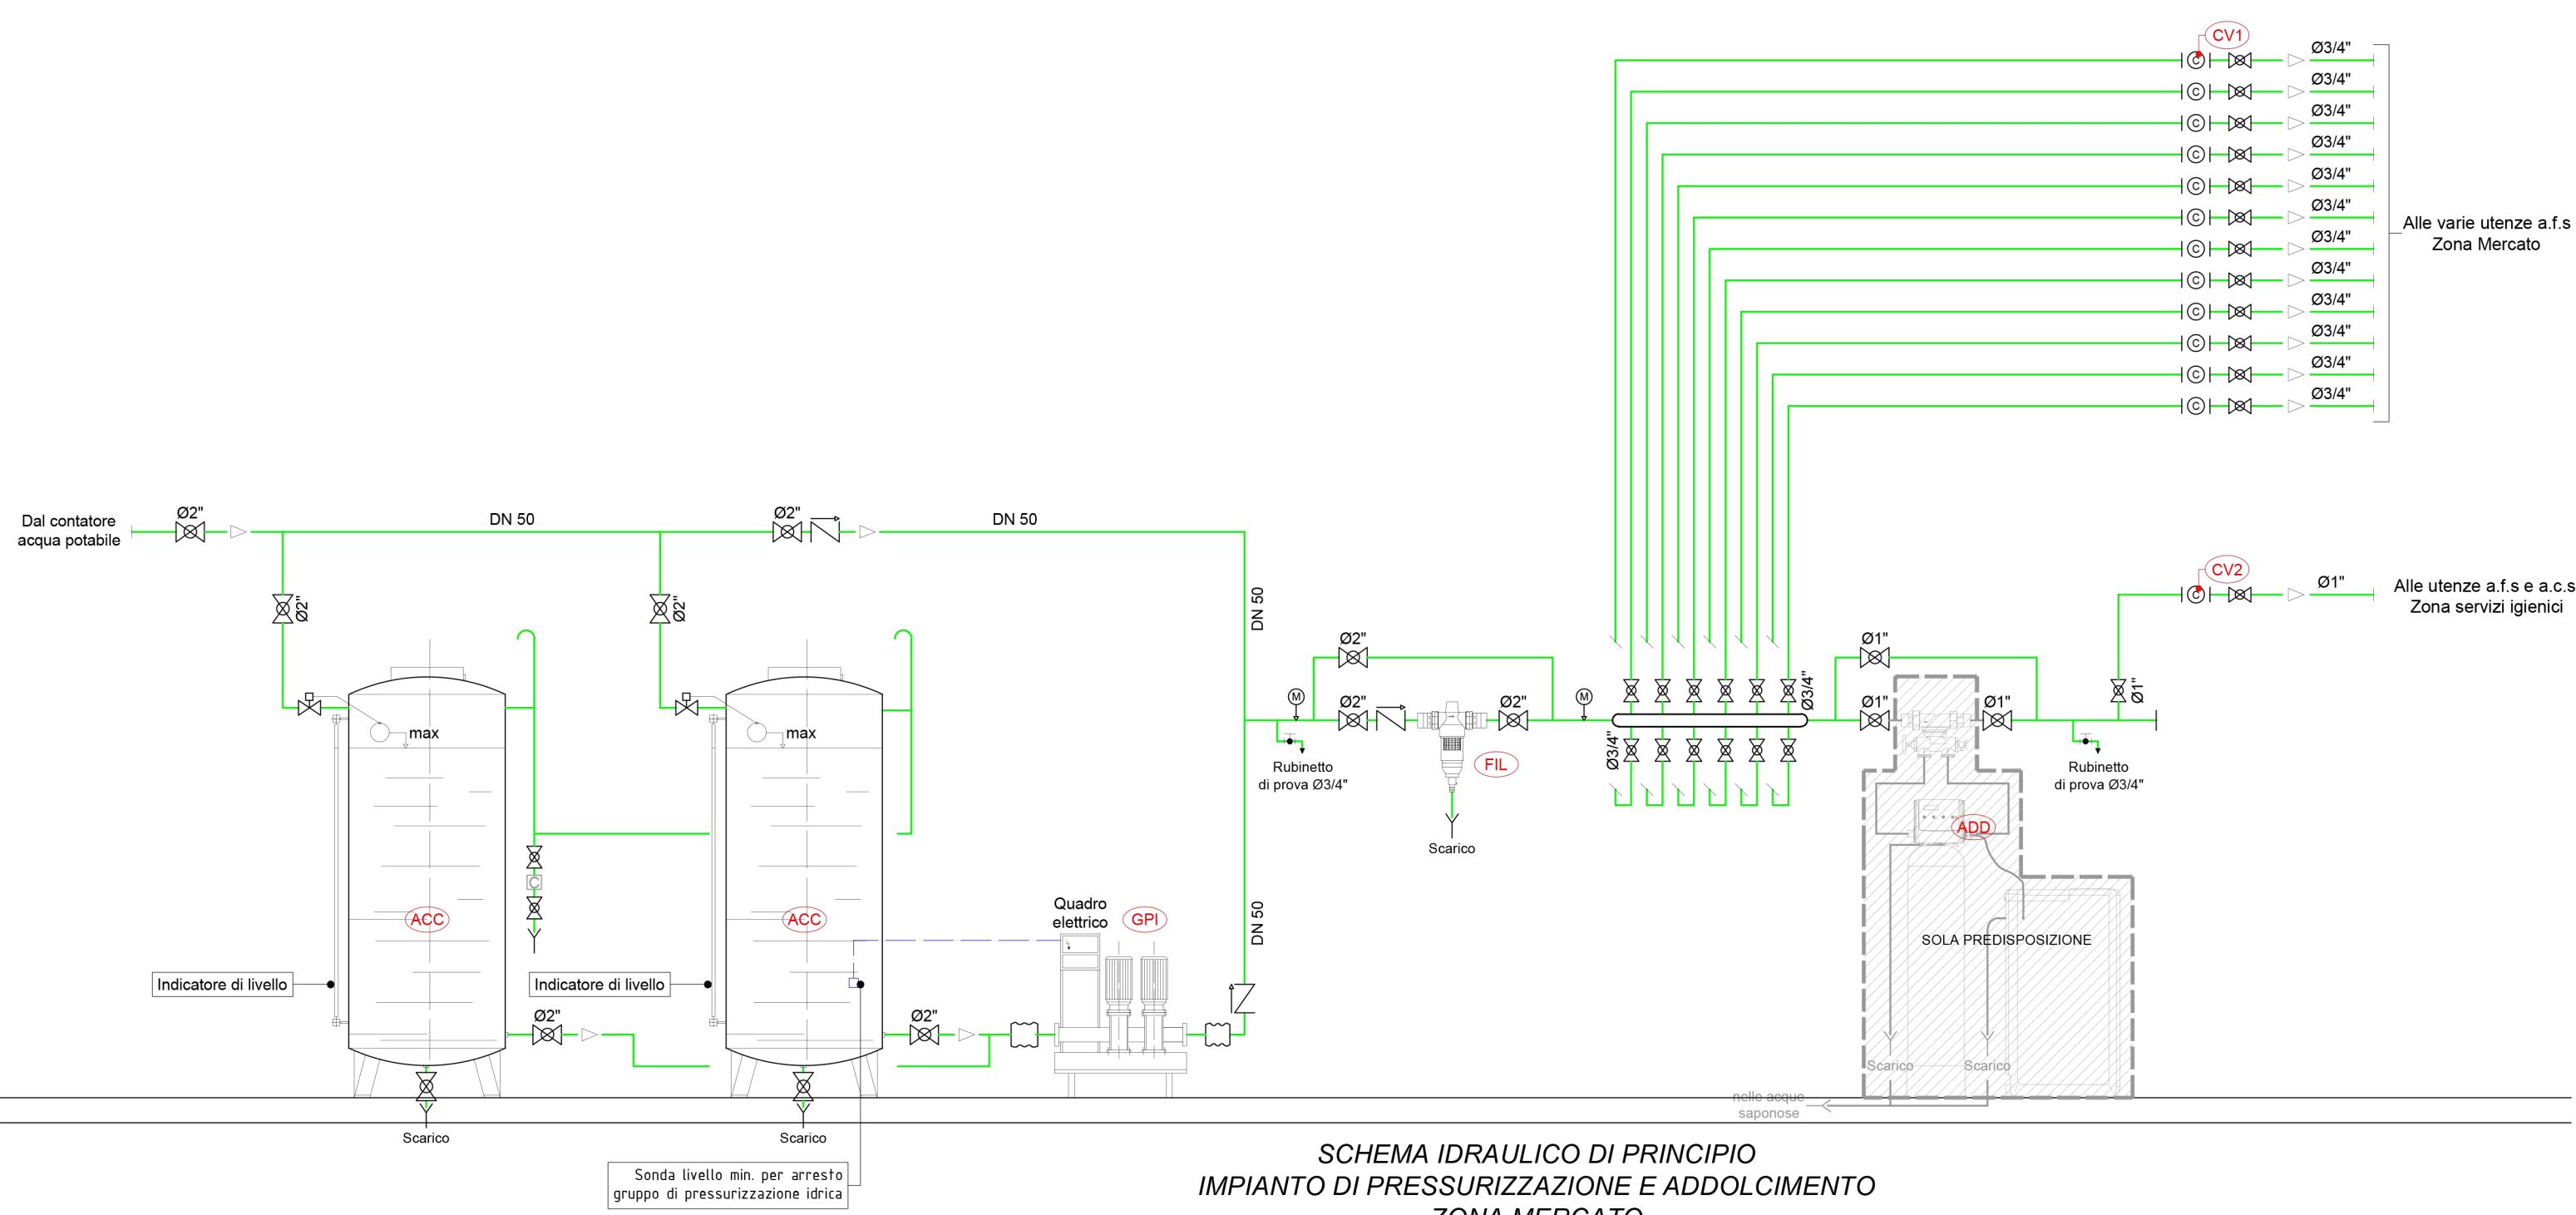 CV1
Ø3/4"
Ø3/4"
Ø3/4"
Ø3/4"
Ø3/4"
Ø3/4"
Ø3/4"
Ø3/4"
Ø3/4"
Ø3/4"
Ø3/4"
Ø3/4"
C
C
C
C
C
C
C
C
C
C
C
C
Alle varie utenze a.f.s
Zona Mercato
Dal contatore
acqua potabile
Ø2"
DN 50
Ø2"
DN 50
Ø2"
Ø2"
DN 50
CV2
C
Ø1"
Alle utenze a.f.s e a.c.s
Zona servizi igienici
max
max
M
Ø2"
Ø2"
Ø2"
M
Ø3/4"
Ø3/4"
Ø1"
Ø1"
Ø1"
Ø1"
Rubinetto
di prova Ø3/4"
FIL
Scarico
Rubinetto
di prova Ø3/4"
ADD
C
ACC
ACC
Quadro
elettrico
GPI
DN 50
SOLA PREDISPOSIZIONE
Indicatore di livello
Indicatore di livello
Ø2"
Ø2"
Scarico
Scarico
nelle acque
saponose
Scarico
Scarico
Sonda livello min. per arresto
gruppo di pressurizzazione idrica
SCHEMA IDRAULICO DI PRINCIPIO
IMPIANTO DI PRESSURIZZAZIONE E ADDOLCIMENTO
ZONA MERCATO